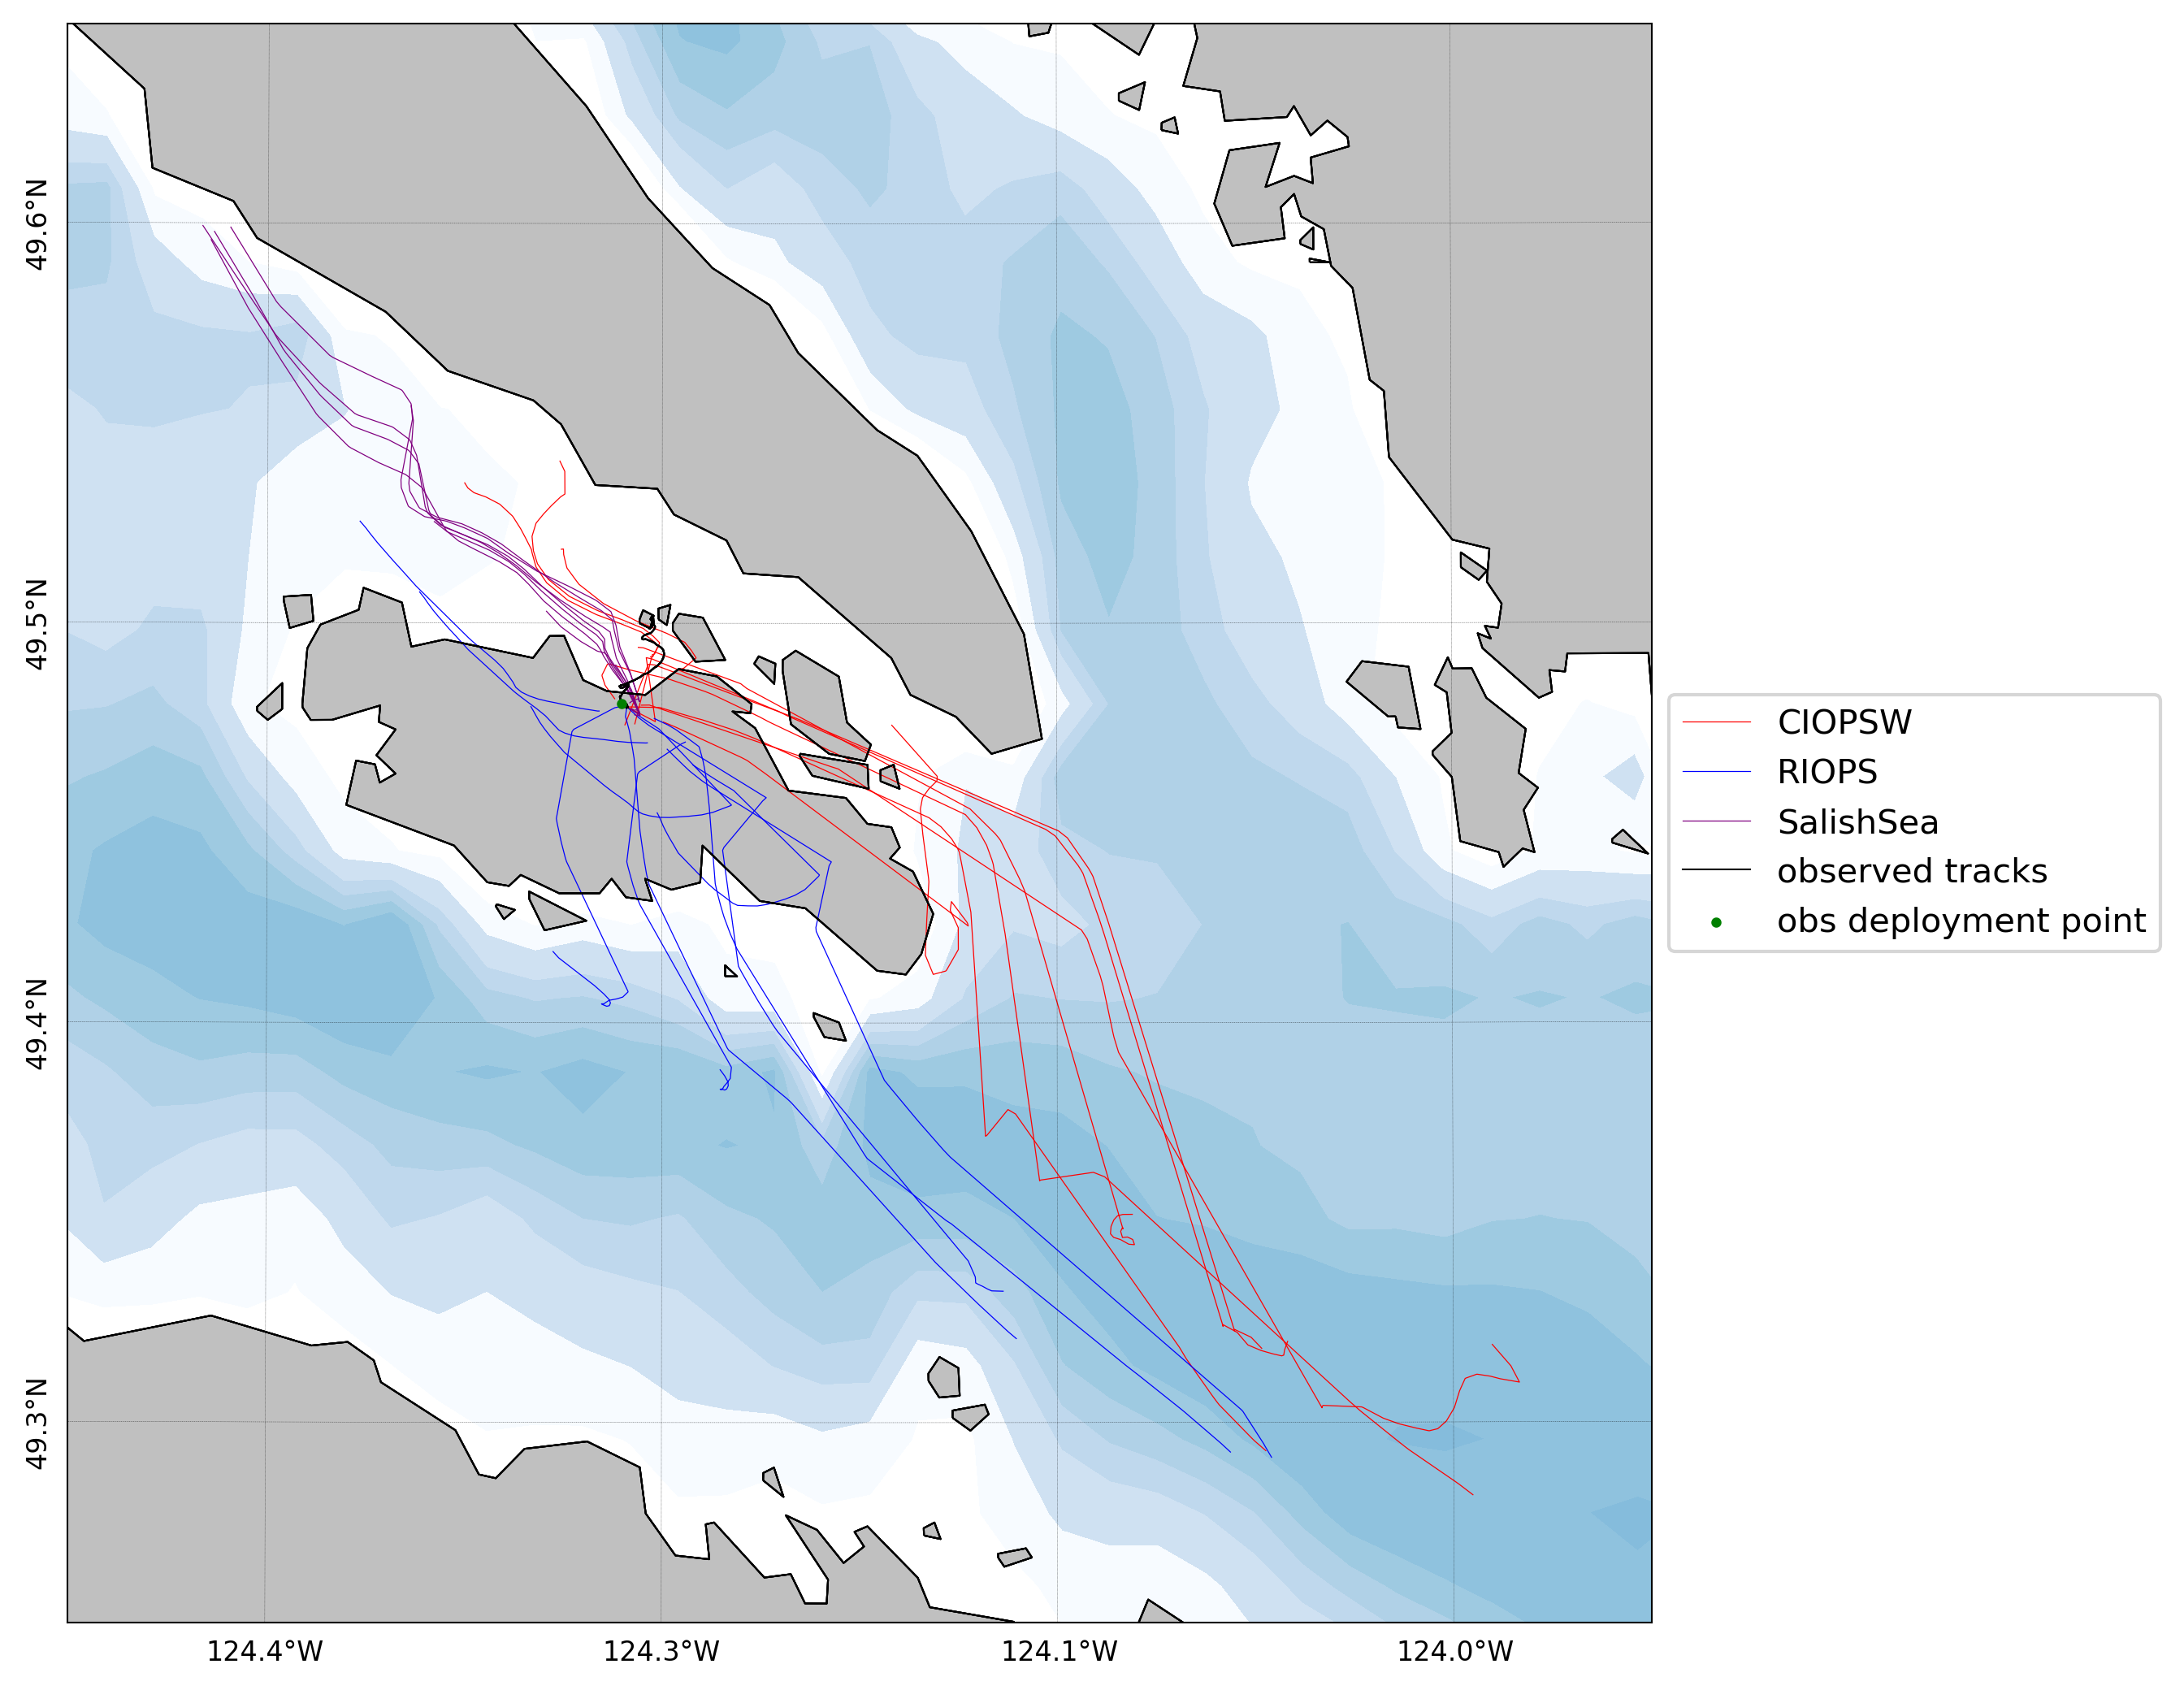 49.6°N
49.5°N
49.4°N
49.3°N
124.4°W
124.3°W
124.1°W
124.0°W
CIOPSW
RIOPS
SalishSea
observed tracks
obs deployment point